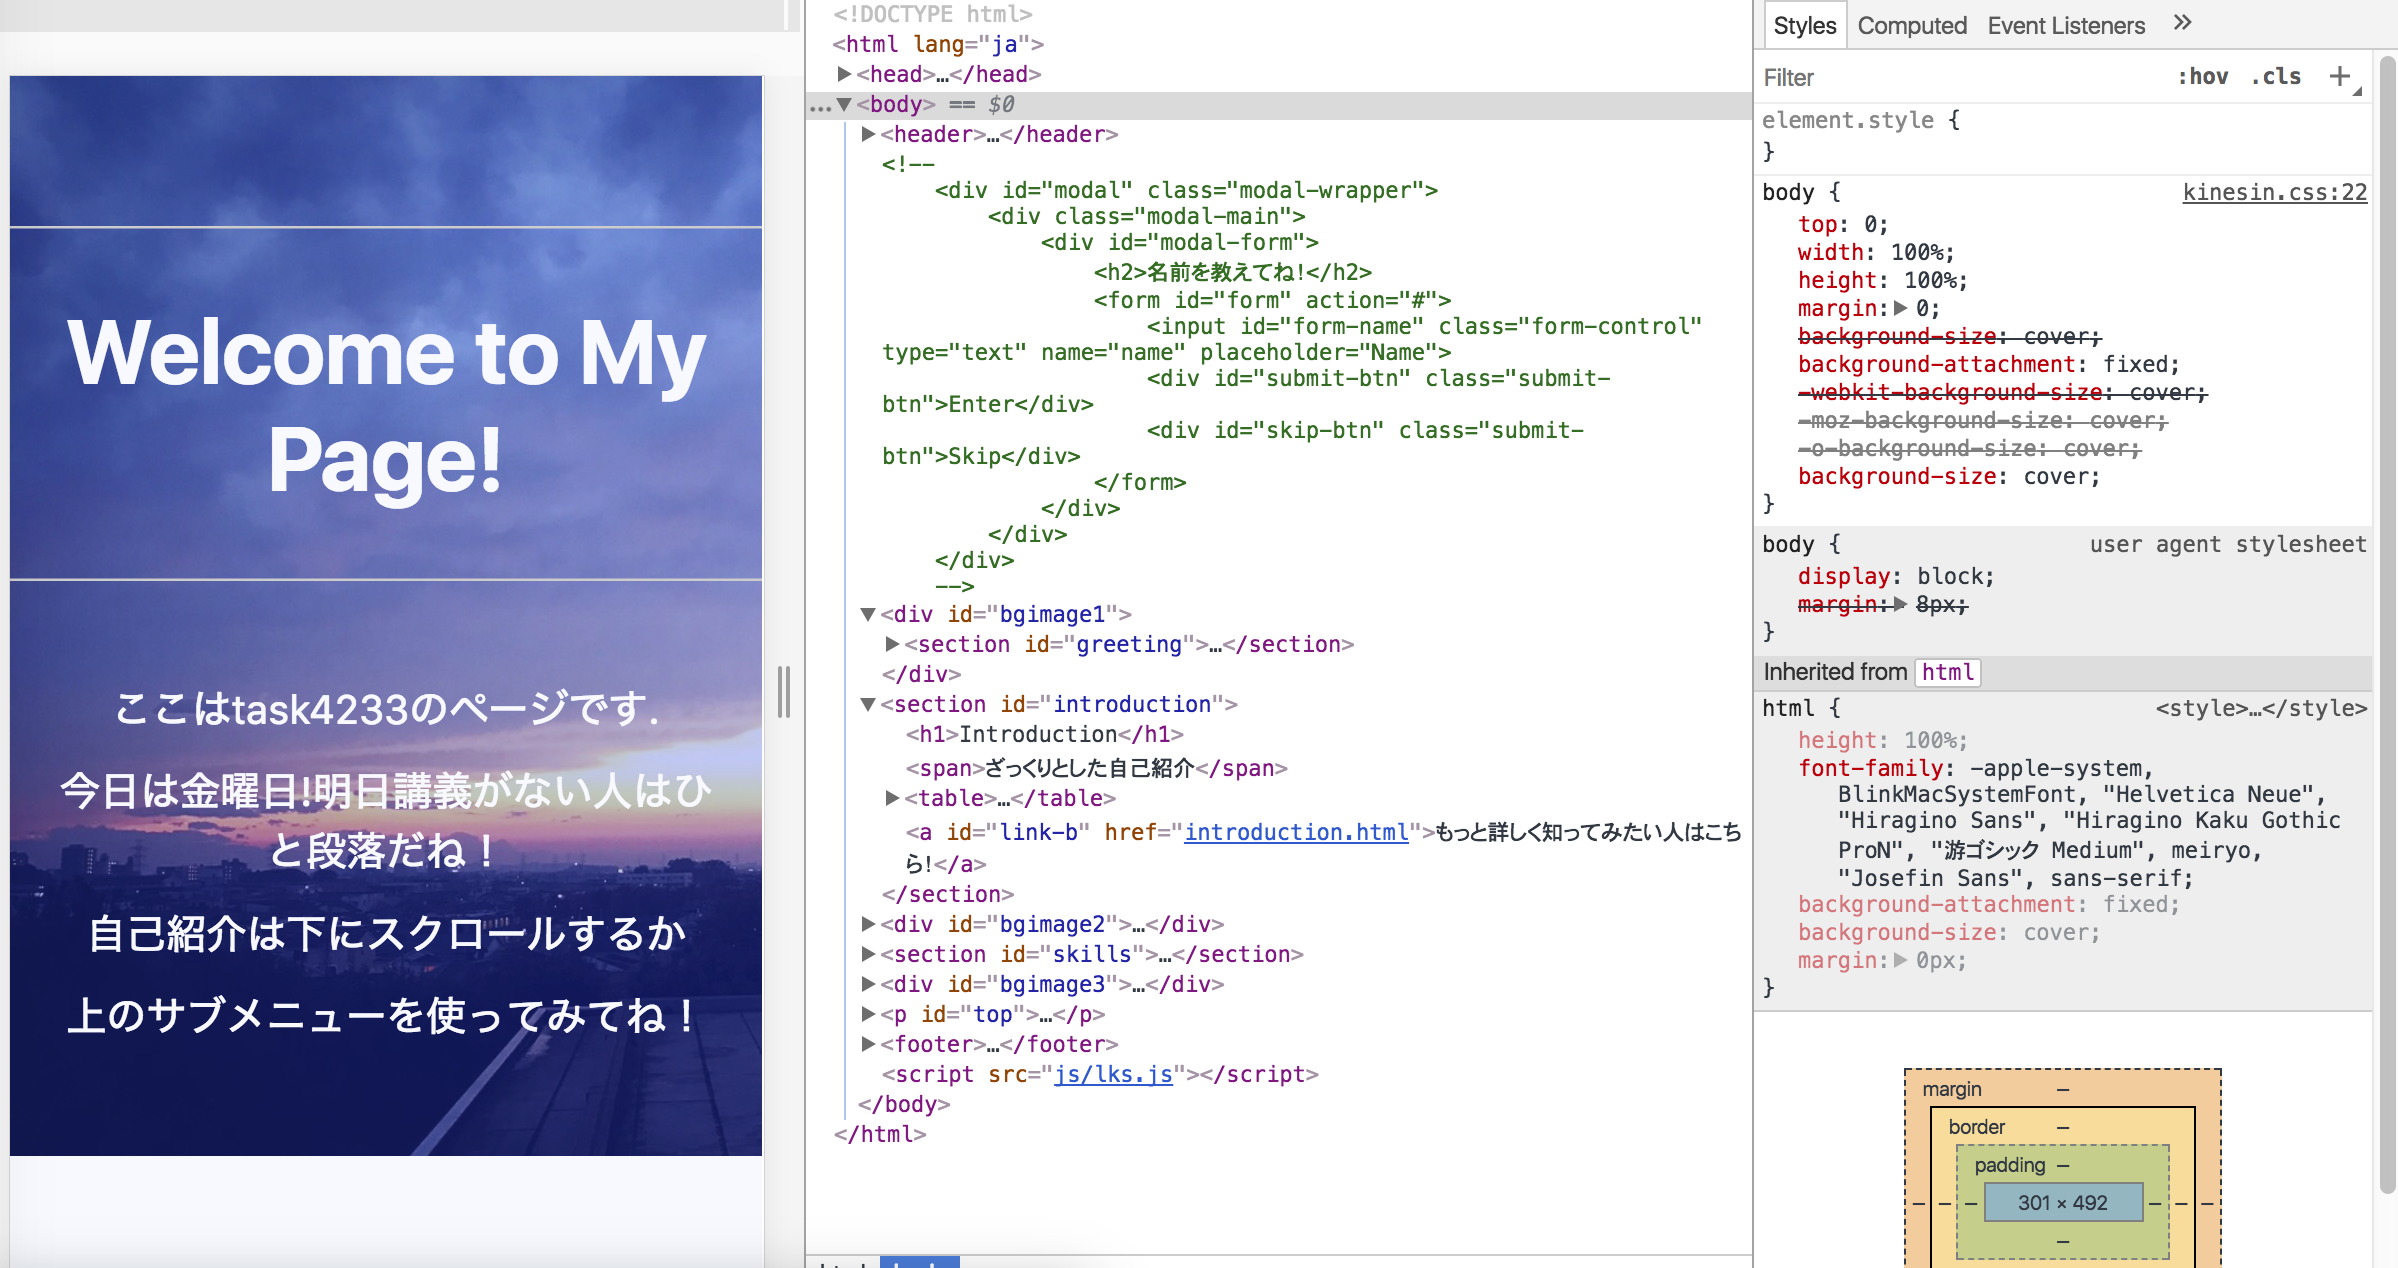 Welcome to My
Page!
ここはtask4233のページです.
今日は金曜日!明日講義がない人はひ
と段落だね！
自己紹介は下にスクロールするか
上のサブメニューを使ってみてね！
<!DOCTYPE html>
<html lang="ja">
▶<head>…</head>
…▼<body> == $0
▶<header>…</header>
<!--
<div id="modal" class="modal-wrapper">
<div class="modal-main">
<div id="modal-form">
<h2>名前を教えてね!</h2>
<form id="form" action="#">
<input id="form-name" class="form-control"
type="text" name="name" placeholder="Name">
<div id="submit-btn" class="submit-
btn">Enter</div>
<div id="skip-btn" class="submit-
btn">Skip</div>
</form>
</div>
</div>
</div>
-->
▼<div id="bgimage1">
▶<section id="greeting">…</section>
</div>
▼<section id="introduction">
<h1>Introduction</h1>
<span>ざっくりとした自己紹介</span>
▶<table>…</table>
<a id="link-b" href="introduction.html">もっと詳しく知ってみたい人はこち
ら!</a>
</section>
▶<div id="bgimage2">…</div>
▶<section id="skills">…</section>
▶<div id="bgimage3">…</div>
▶<p id="top">…</p>
▶<footer>…</footer>
<script src="js/lks.js"></script>
</body>
</html>
Styles Computed Event Listeners »
Filter :hov .cls +
element.style {
}
body { kinesin.css:22
top: 0;
width: 100%;
height: 100%;
margin:▶0;
background-size: cover;
background-attachment: fixed;
-webkit-background-size: cover;
-moz-background-size: cover;
-o-background-size: cover;
background-size: cover;
}
body { user agent stylesheet
display: block;
margin:▶8px;
}
Inherited from html
html { <style>…</style>
height: 100%;
font-family: -apple-system,
BlinkMacSystemFont, "Helvetica Neue",
"Hiragino Sans", "Hiragino Kaku Gothic
ProN", "游ゴシック Medium", meiryo,
"Josefin Sans", sans-serif;
background-attachment: fixed;
background-size: cover;
margin:▶0px;
}
margin –
border –
padding –
– – – 301 × 492 – – –
–